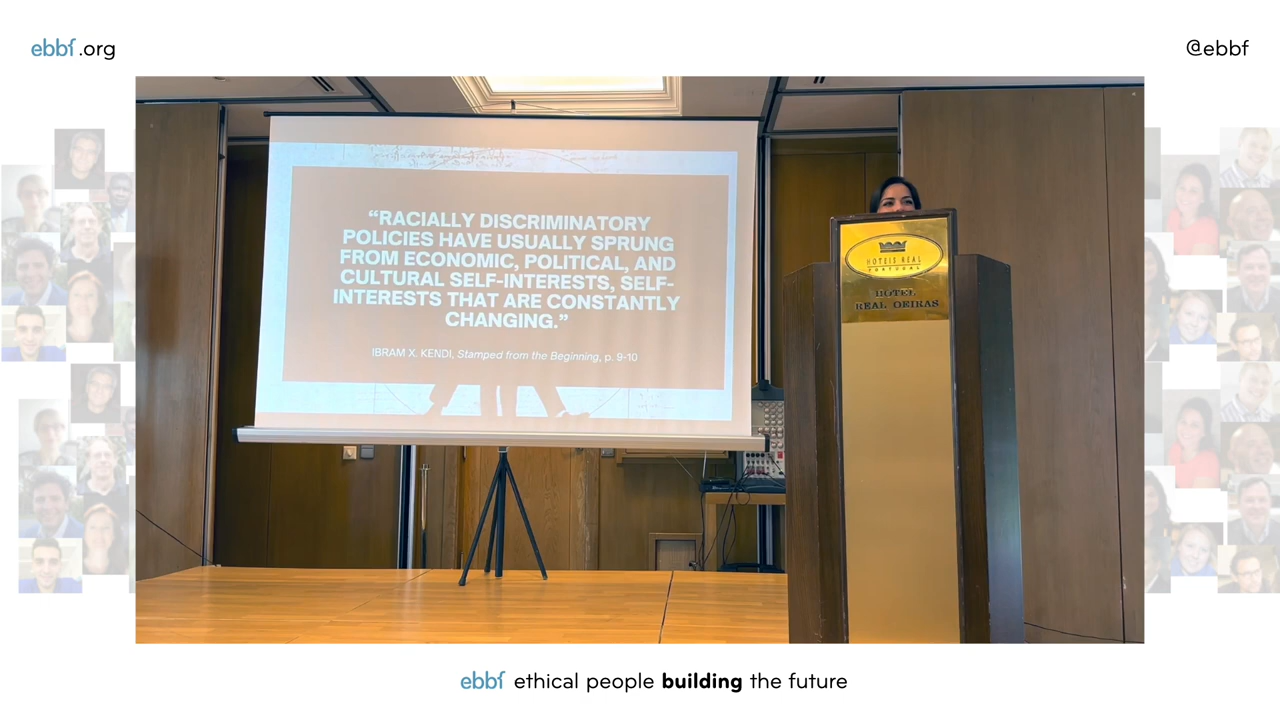 ebbf.org
@ebbf
“RACIALLY DISCRIMINATORY
POLICIES HAVE USUALLY SPRUNG
FROM ECONOMIC, POLITICAL, AND
CULTURAL SELF-INTERESTS, SELF-
INTERESTS THAT ARE CONSTANTLY
CHANGING.”
IBRAM X. KENDI, Stamped from the Beginning, p. 9-10
HOTEIS REAL
PORTUGAL
HOTEL
REAL OEIRAS
ebbf ethical people building the future